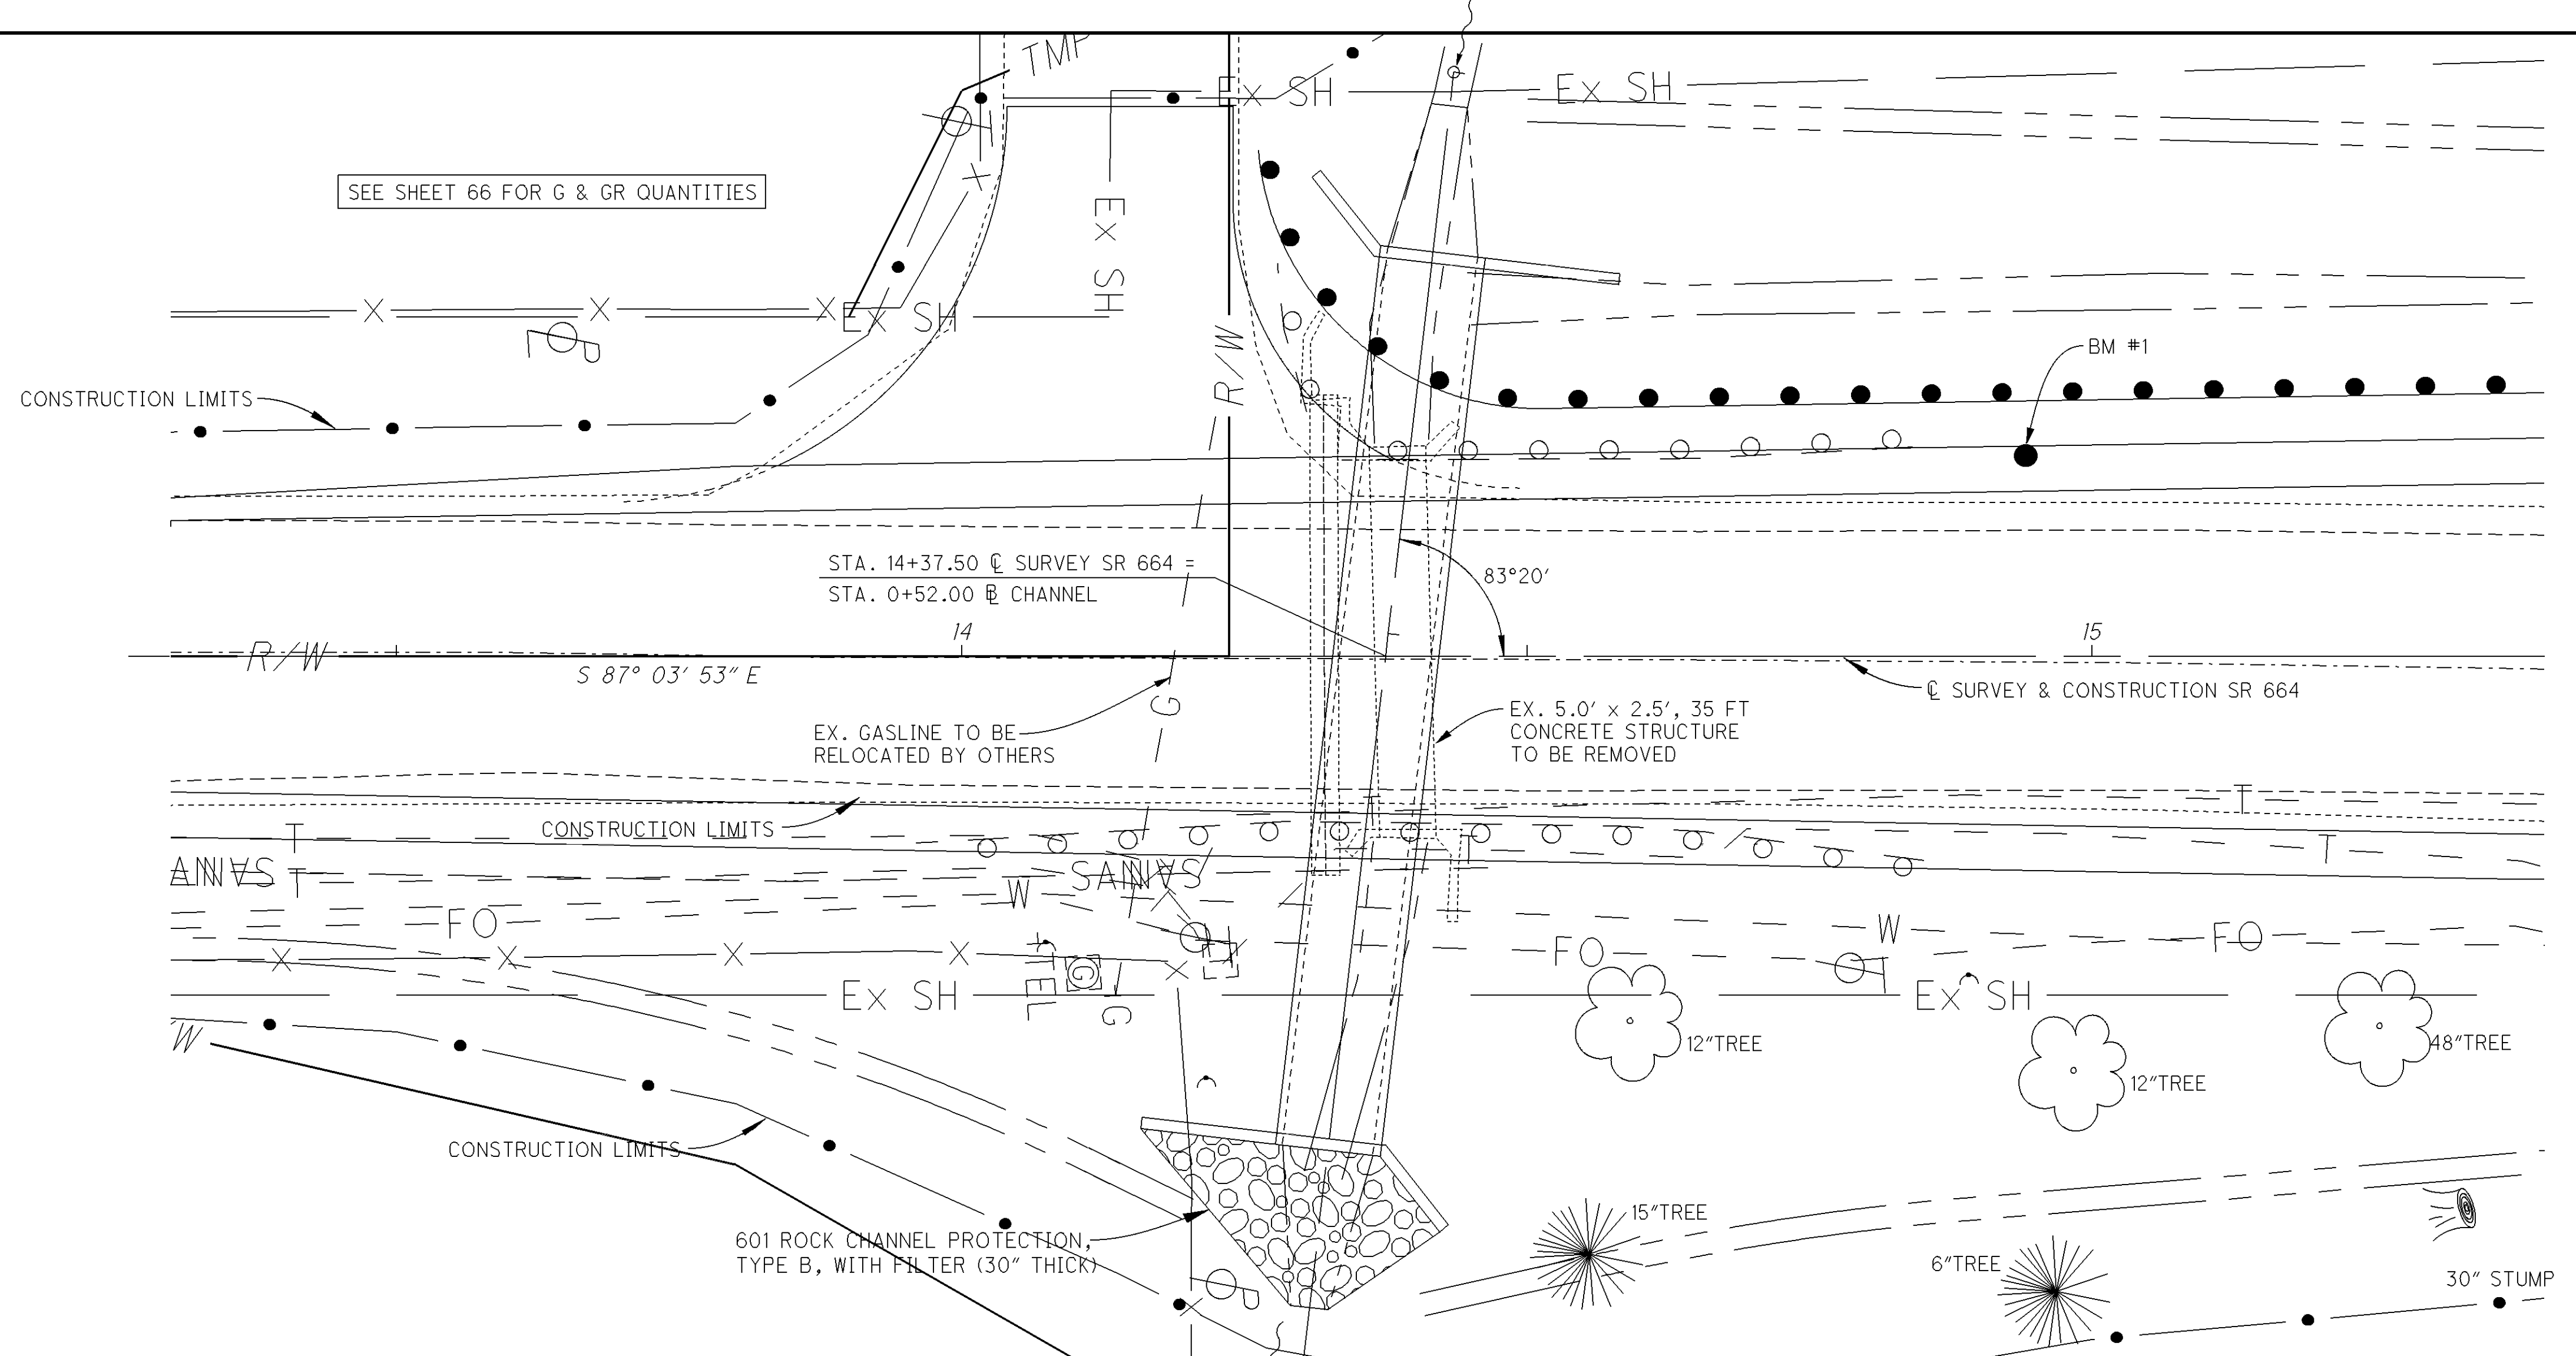 TMP
Ex SH
Ex SH
SEE SHEET 66 FOR G & GR QUANTITIES
X
Ex SH
X X X
Ex SH
P
R/W
BM #1
CONSTRUCTION LIMITS
STA. 14+37.50 ℄ SURVEY SR 664 =
STA. 0+52.00 BL CHANNEL
83°20'
14
15
R/W
S 87° 03' 53" E
℄ SURVEY & CONSTRUCTION SR 664
G
EX. GASLINE TO BE
RELOCATED BY OTHERS
EX. 5.0' x 2.5', 35 FT
CONCRETE STRUCTURE
TO BE REMOVED
T
CONSTRUCTION LIMITS
T
T
SAN
T
SAN
W
W
FO
FO
FO
X X X X X
TEL
G
G
Ex SH
Ex SH
W
12"TREE
48"TREE
12"TREE
CONSTRUCTION LIMITS
15"TREE
601 ROCK CHANNEL PROTECTION,
TYPE B, WITH FILTER (30" THICK)
6"TREE
30" STUMP
P
X